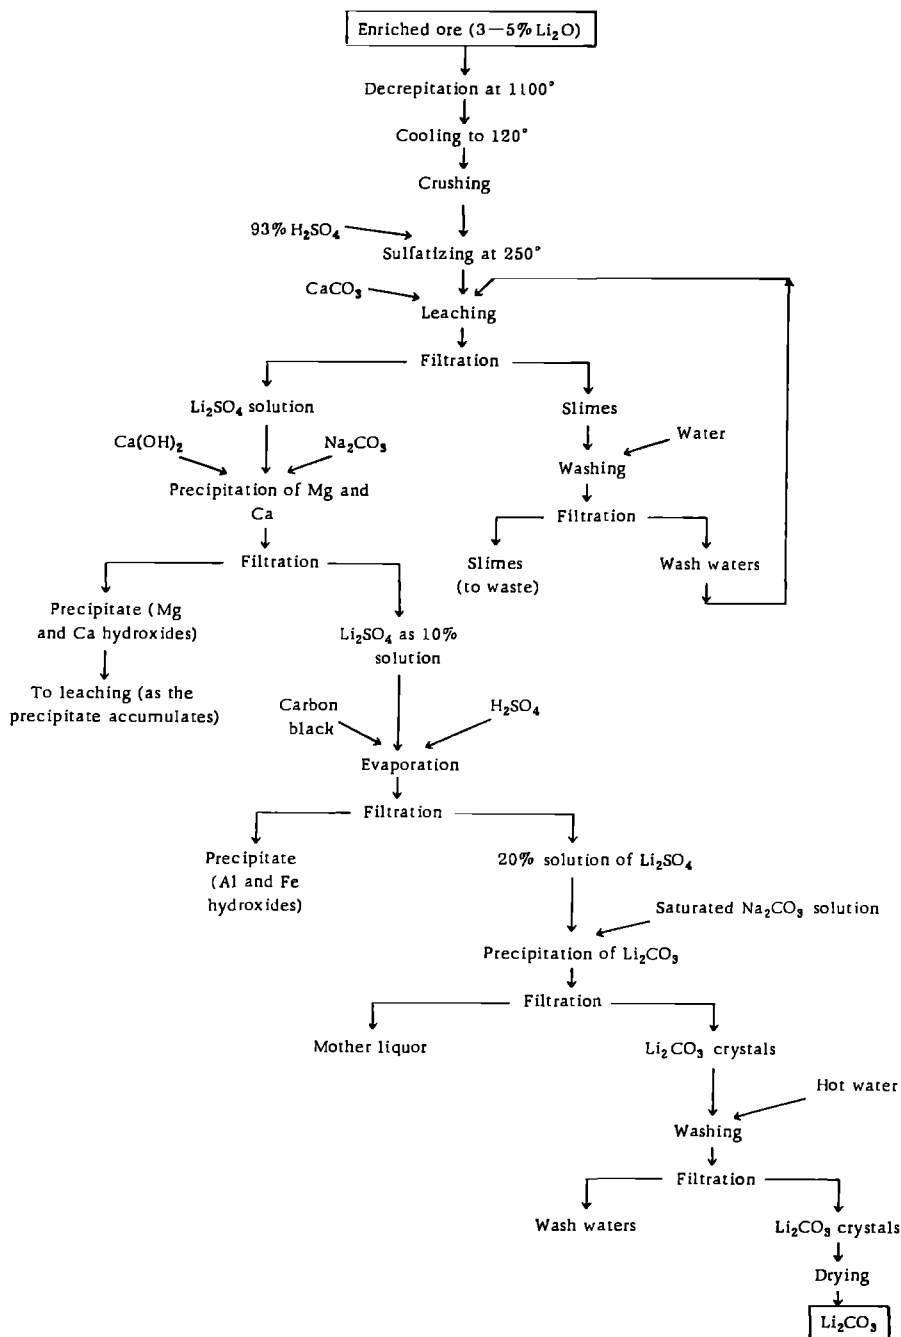 Enriched ore (3—5% Li₂O)
Decrepitation at 1100°
Cooling to 120°
Crushing
93% H₂SO₄
Sulfatizing at 250°
CaCO₃
Leaching
Filtration
Li₂SO₄ solution
Slimes
Ca(OH)₂
Na₂CO₃
Water
Washing
Precipitation of Mg and
Ca
Filtration
Filtration
Slimes
(to waste)
Wash waters
Precipitate (Mg
and Ca hydroxides)
Li₂SO₄ as 10%
solution
To leaching (as the
precipitate accumulates)
Carbon
black
H₂SO₄
Evaporation
Filtration
Precipitate
(Al and Fe
hydroxides)
20% solution of Li₂SO₄
Saturated Na₂CO₃ solution
Precipitation of Li₂CO₃
Filtration
Mother liquor
Li₂CO₃ crystals
Hot water
Washing
Filtration
Wash waters
Li₂CO₃ crystals
Drying
Li₂CO₃